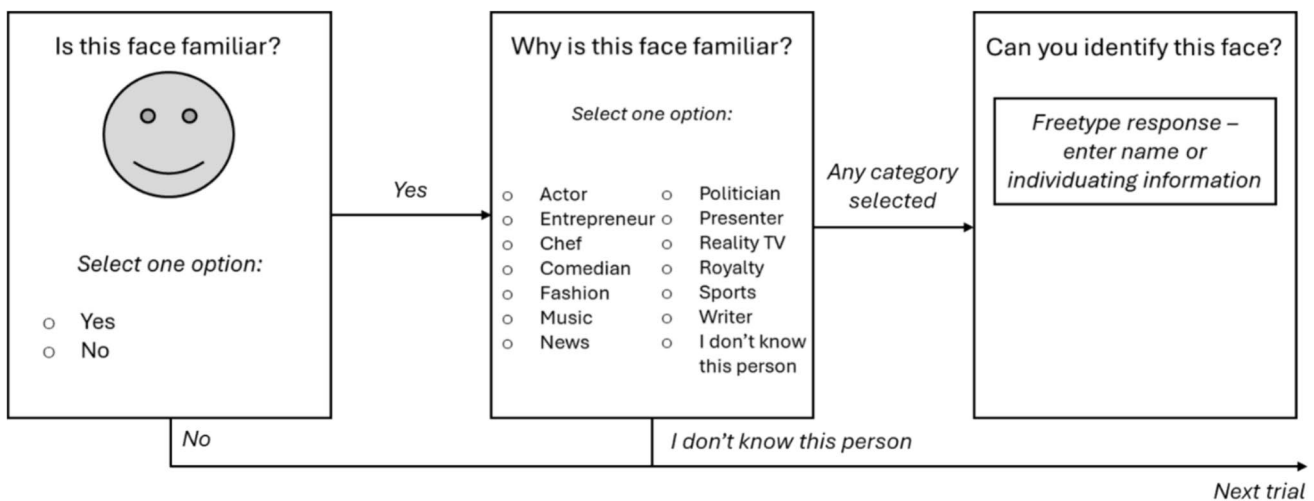 Is this face familiar?
Select one option:
o Yes
o No
Yes
Why is this face familiar?
Select one option:
o Actor
o Entrepreneur
o Chef
o Comedian
o Fashion
o Music
o News
o Politician
o Presenter
o Reality TV
o Royalty
o Sports
o Writer
o I don’t know
this person
Any category
selected
Can you identify this face?
Freetype response –
enter name or
individuating information
No
I don’t know this person
Next trial